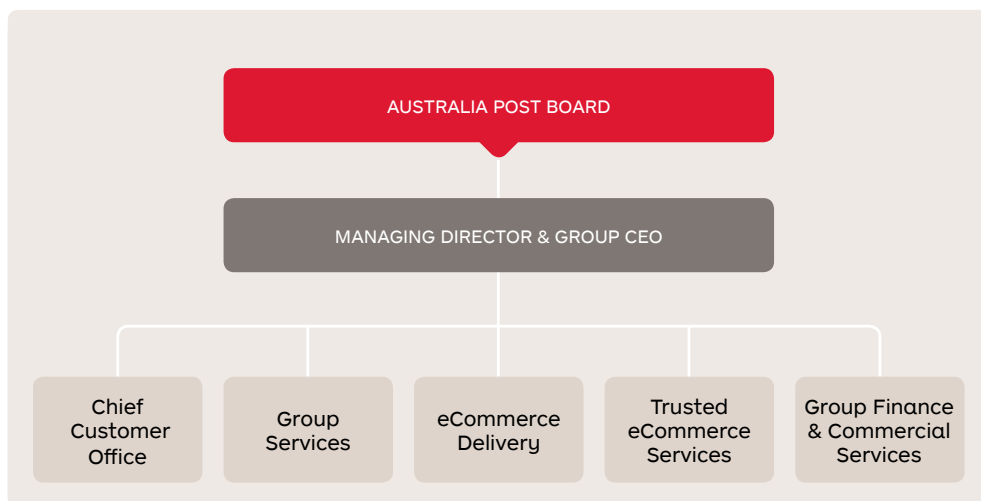 AUSTRALIA POST BOARD
MANAGING DIRECTOR & GROUP CEO
Chief
Customer
Office
Group
Services
eCommerce
Delivery
Trusted
eCommerce
Services
Group Finance
& Commercial
Services